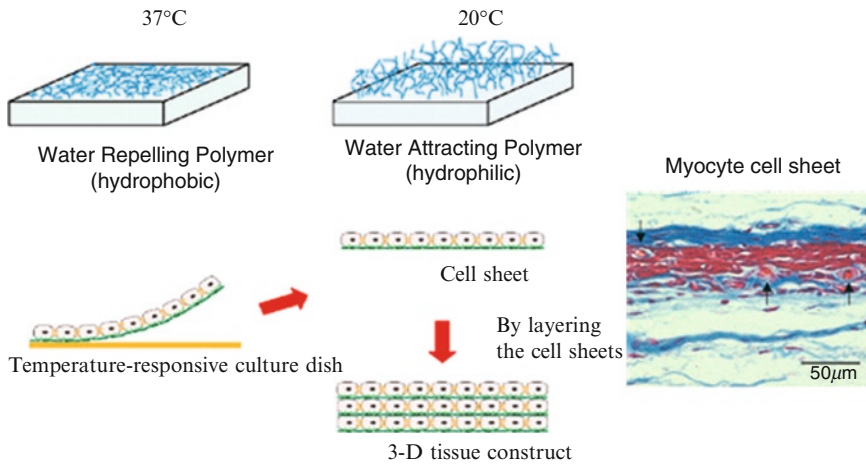 37°C
20°C
Water Repelling Polymer
(hydrophobic)
Water Attracting Polymer
(hydrophilic)
Myocyte cell sheet
Cell sheet
Temperature-responsive culture dish
By layering
the cell sheets
50μm
3-D tissue construct